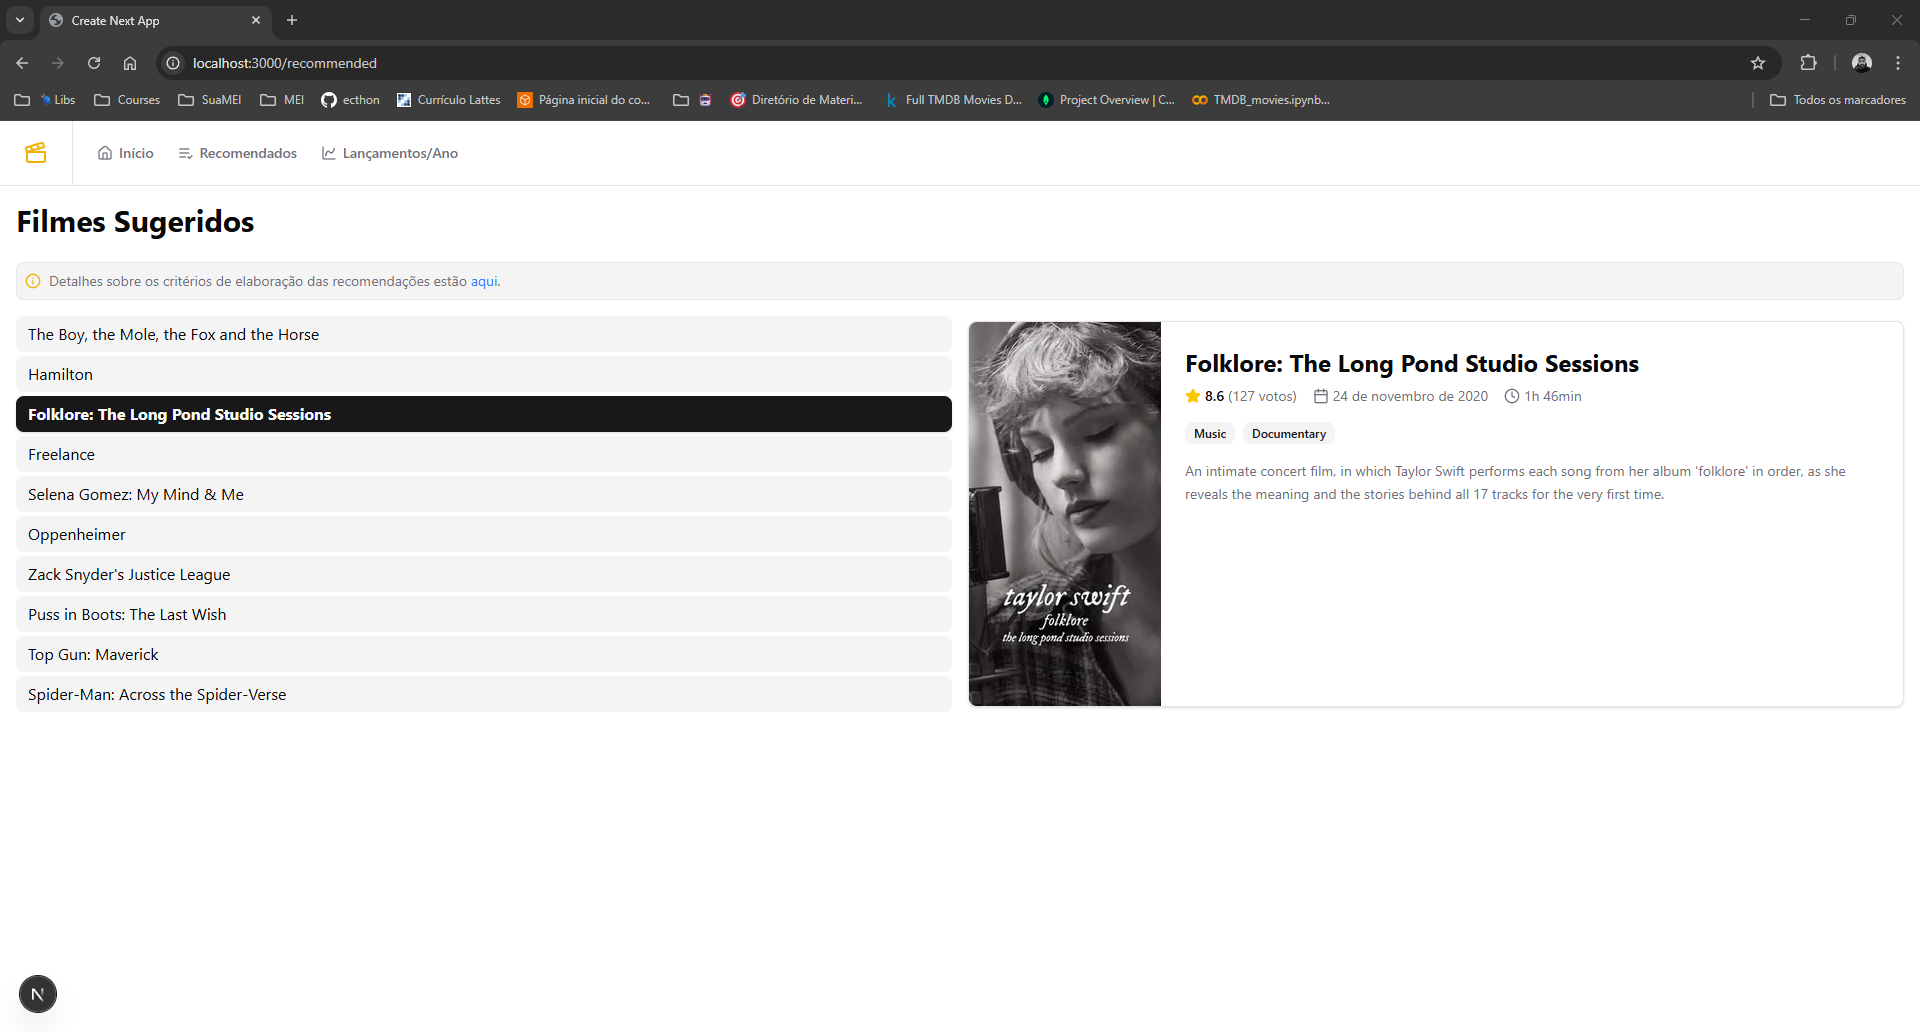 Create Next App
localhost:3000/recommended
Libs Courses SuaMEI MEI ecthon Currículo Lattes Página inicial do co... Diretório de Materi... Full TMDB Movies D... Project Overview | C... TMDB_movies.ipynb... Todos os marcadores
Início Recomendados Lançamentos/Ano
Filmes Sugeridos
Detalhes sobre os critérios de elaboração das recomendações estão aqui.
The Boy, the Mole, the Fox and the Horse
Hamilton
Folklore: The Long Pond Studio Sessions
Freelance
Selena Gomez: My Mind & Me
Oppenheimer
Zack Snyder's Justice League
Puss in Boots: The Last Wish
Top Gun: Maverick
Spider-Man: Across the Spider-Verse
taylor swift
folklore
the long pond studio sessions
Folklore: The Long Pond Studio Sessions
8.6 (127 votos) 24 de novembro de 2020 1h 46min
Music Documentary
An intimate concert film, in which Taylor Swift performs each song from her album 'folklore' in order, as she
reveals the meaning and the stories behind all 17 tracks for the very first time.
N